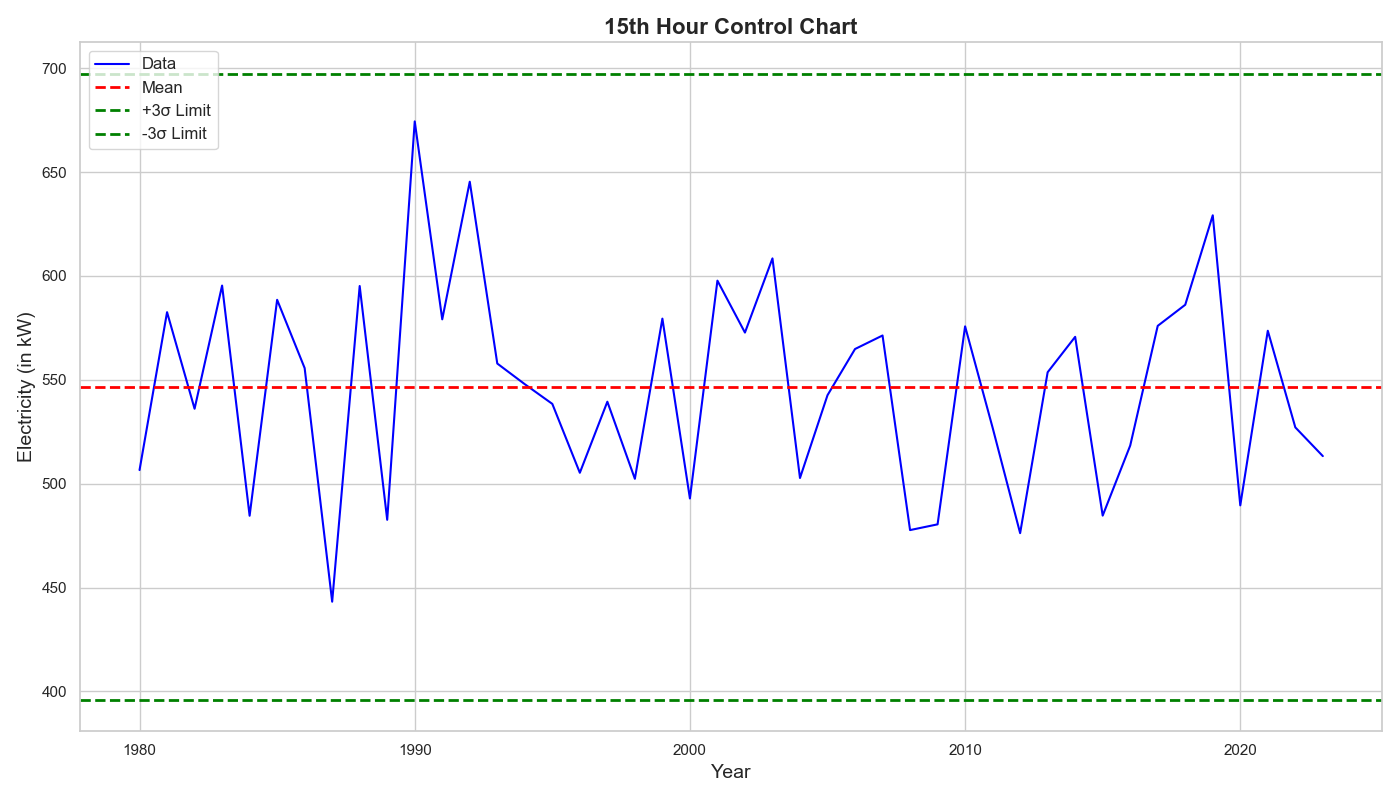 15th Hour Control Chart
Data
Mean
+3σ Limit
-3σ Limit
700
650
600
550
500
450
400
Electricity (in kW)
1980
1990
2000
2010
2020
Year